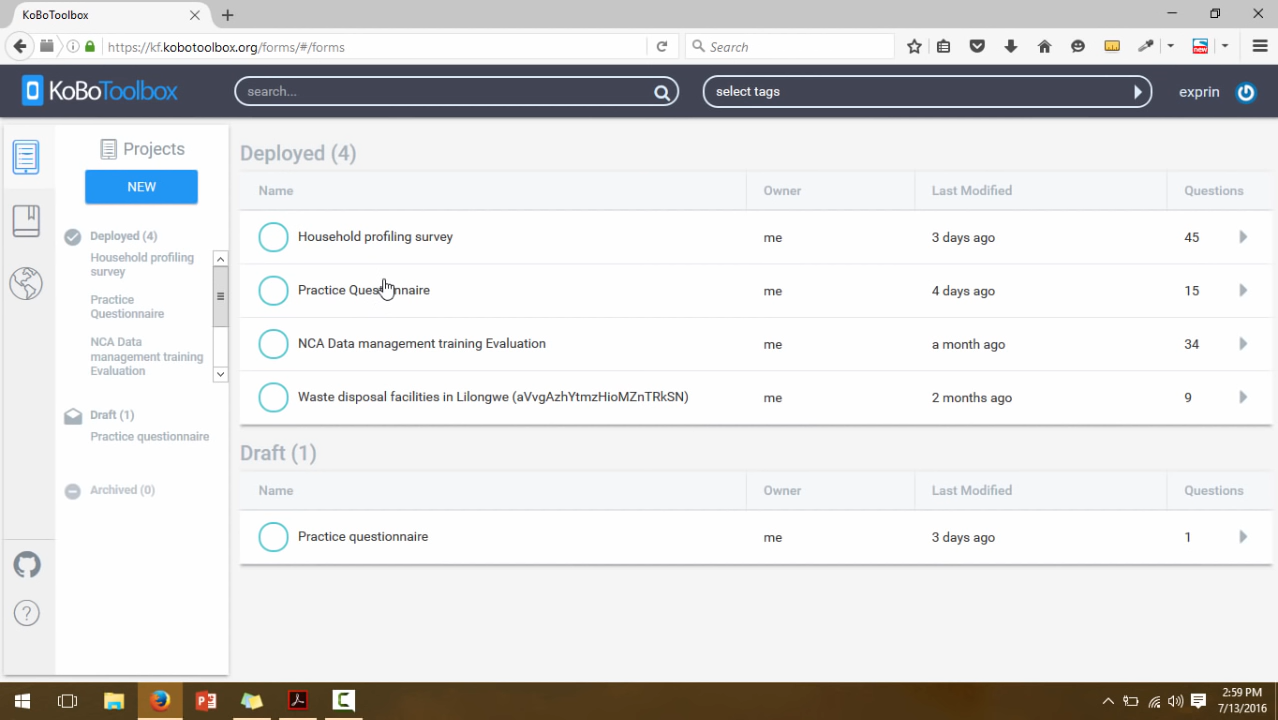 KoBoToolbox
https://kf.kobotoolbox.org/forms/#/forms
Search
KoBoToolbox
search...
select tags
exprin
Projects
NEW
Deployed (4)
Household profiling
survey
Practice
Questionnaire
NCA Data
management training
Evaluation
Draft (1)
Practice questionnaire
Archived (0)
Deployed (4)
Name Owner Last Modified Questions
Household profiling survey me 3 days ago 45
Practice Questionnaire me 4 days ago 15
NCA Data management training Evaluation me a month ago 34
Waste disposal facilities in Lilongwe (aVvgAzhYtmzHioMZnTRkSN) me 2 months ago 9
Draft (1)
Name Owner Last Modified Questions
Practice questionnaire me 3 days ago 1
2:59 PM
7/13/2016